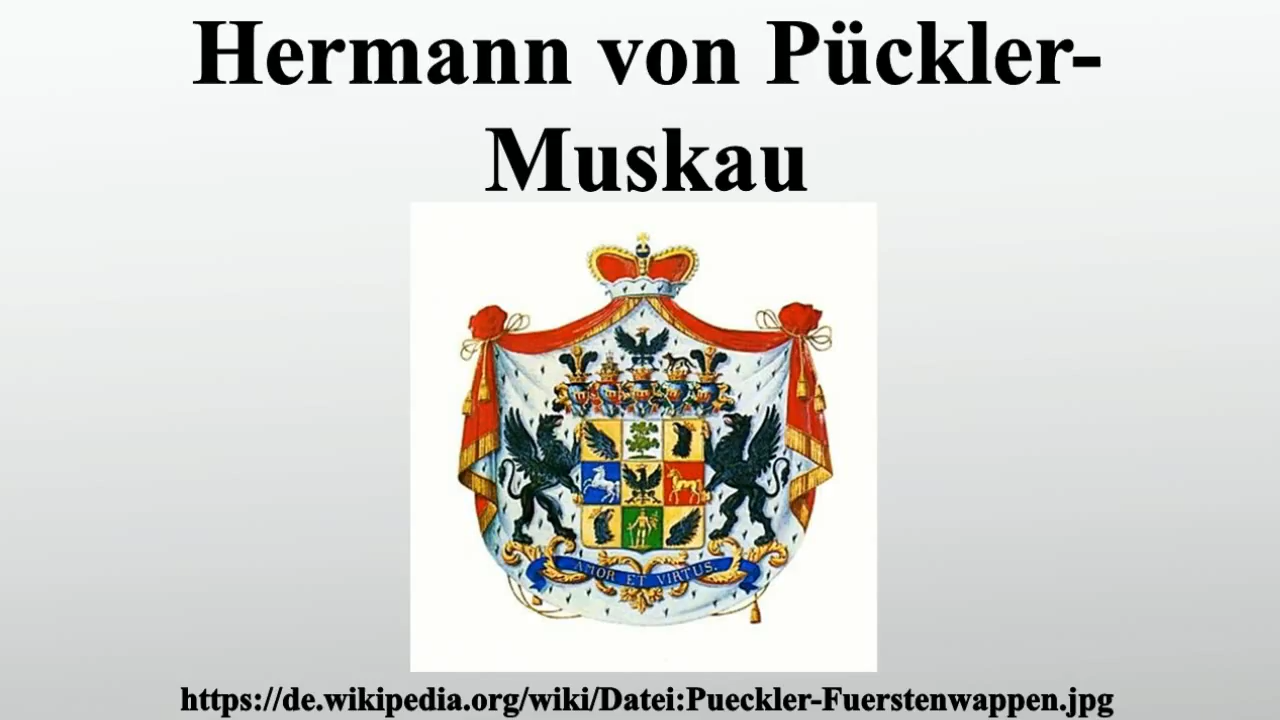 Hermann von Pückler-
Muskau
AMOR ET VIRTUS.
https://de.wikipedia.org/wiki/Datei:Pueckler-Fuerstenwappen.jpg